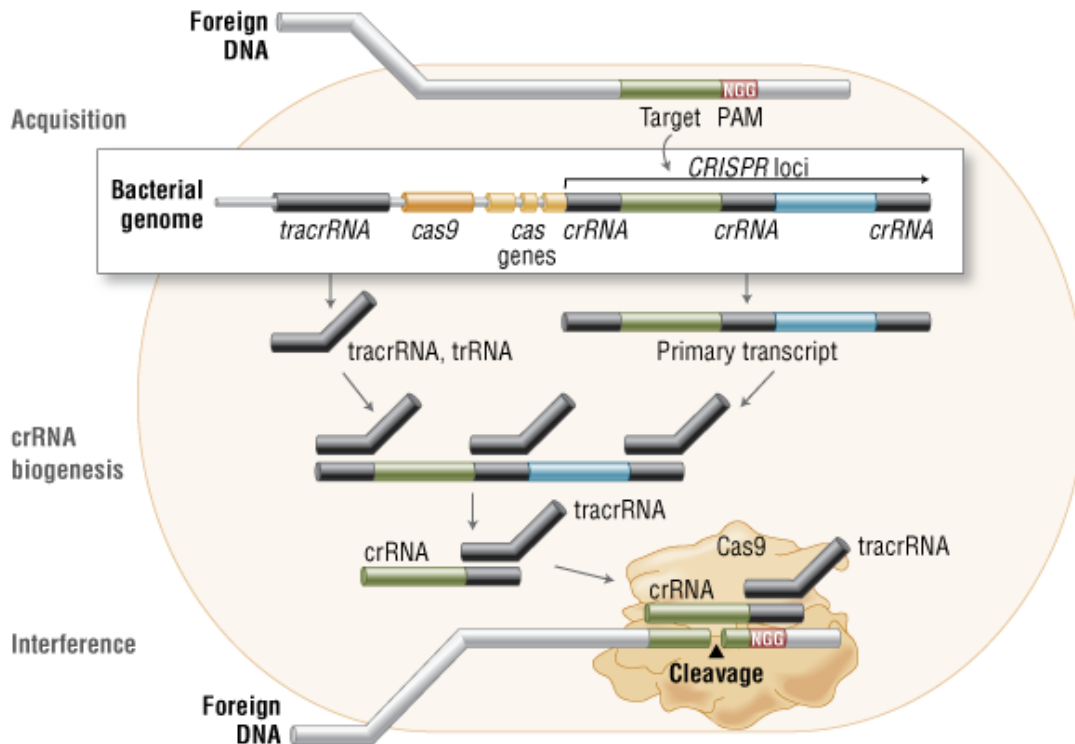 Foreign
DNA
NGG
Acquisition
Target PAM
CRISPR loci
Bacterial
genome
tracrRNA cas9 cas crRNA crRNA crRNA
genes
tracrRNA, trRNA
Primary transcript
crRNA
biogenesis
tracrRNA
crRNA
Cas9
tracrRNA
crRNA
Interference
NGG
Cleavage
Foreign
DNA